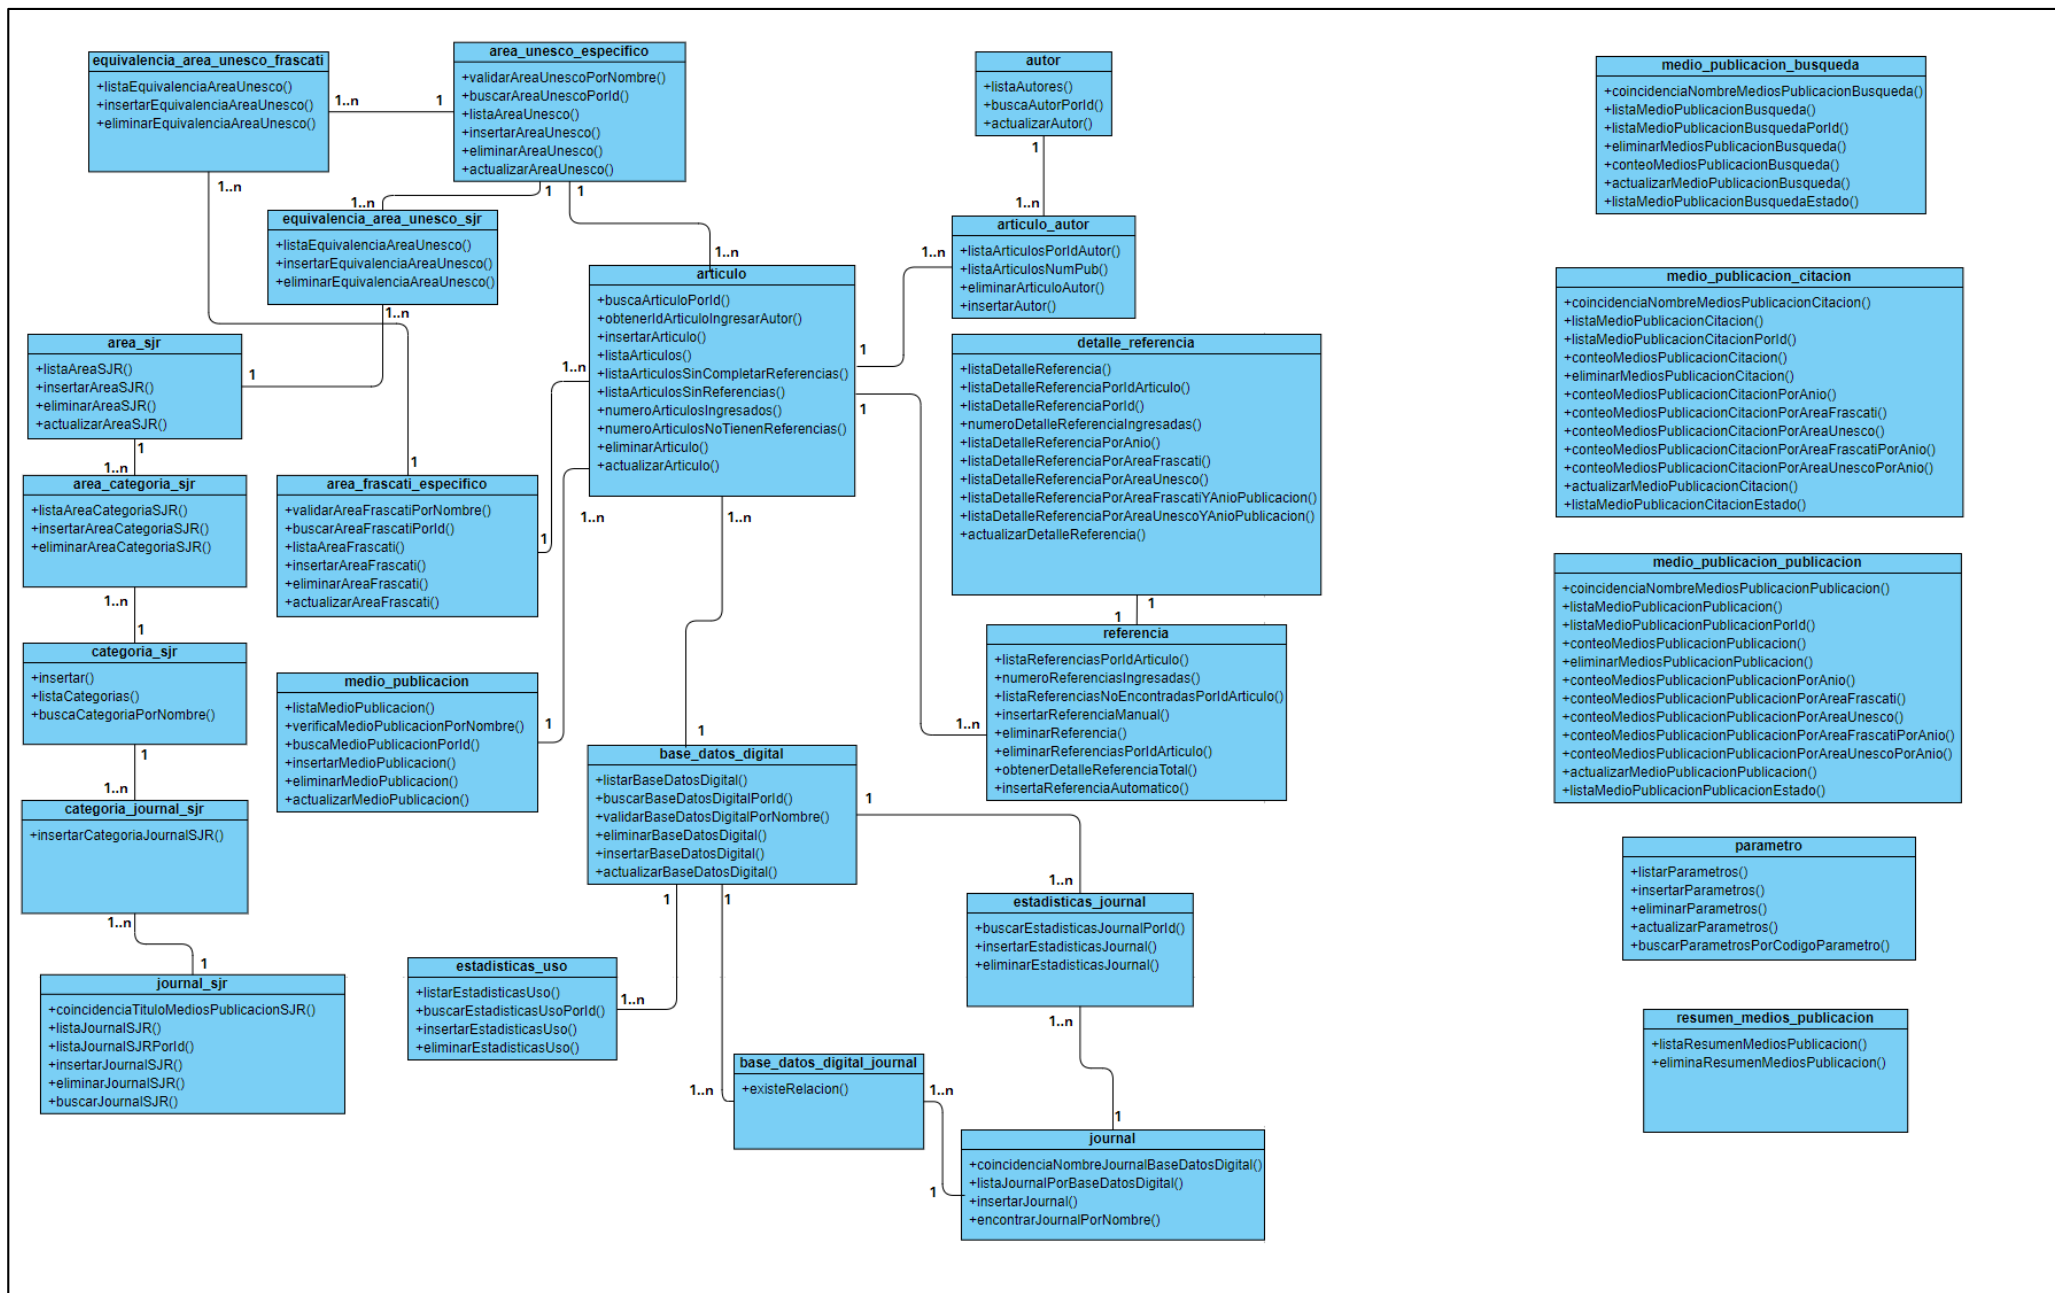 equivalencia_area_unesco_frascati
+listaEquivalenciaAreaUnesco()
+insertarEquivalenciaAreaUnesco()
+eliminarEquivalenciaAreaUnesco()
1..n
1
1..n
area_unesco_especifico
+validarAreaUnescoPorNombre()
+buscarAreaUnescoPorId()
+listaAreaUnesco()
+insertarAreaUnesco()
+eliminarAreaUnesco()
+actualizarAreaUnesco()
1
1
1..n
1..n
equivalencia_area_unesco_sjr
+listaEquivalenciaAreaUnesco()
+insertarEquivalenciaAreaUnesco()
+eliminarEquivalenciaAreaUnesco()
1..n
1
area_sjr
+listaAreaSJR()
+insertarAreaSJR()
+eliminarAreaSJR()
+actualizarAreaSJR()
1
1..n
area_categoria_sjr
+listaAreaCategoriaSJR()
+insertarAreaCategoriaSJR()
+eliminarAreaCategoriaSJR()
1..n
1
categoria_sjr
+insertar()
+listaCategorias()
+buscaCategoriaPorNombre()
1
1..n
categoria_journal_sjr
+insertarCategoriaJournalSJR()
1..n
1
journal_sjr
+coincidenciaTituloMediosPublicacionSJR()
+listaJournalSJR()
+listaJournalSJRPorId()
+insertarJournalSJR()
+eliminarJournalSJR()
+buscarJournalSJR()
1
area_frascati_especifico
+validarAreaFrascatiPorNombre()
+buscarAreaFrascatiPorId()
+listaAreaFrascati()
+insertarAreaFrascati()
+eliminarAreaFrascati()
+actualizarAreaFrascati()
1
1..n
medio_publicacion
+listaMedioPublicacion()
+verificaMedioPublicacionPorNombre()
+buscaMedioPublicacionPorId()
+insertarMedioPublicacion()
+eliminarMedioPublicacion()
+actualizarMedioPublicacion()
1
1..n
articulo
+buscaArticuloPorId()
+obtenerIdArticuloIngresarAutor()
+insertarArticulo()
+listaArticulos()
+listaArticulosSinCompletarReferencias()
+listaArticulosSinReferencias()
+numeroArticulosIngresados()
+numeroArticulosNoTienenReferencias()
+eliminarArticulo()
+actualizarArticulo()
1
1
1..n
1
base_datos_digital
+listarBaseDatosDigital()
+buscarBaseDatosDigitalPorId()
+validarBaseDatosDigitalPorNombre()
+eliminarBaseDatosDigital()
+insertarBaseDatosDigital()
+actualizarBaseDatosDigital()
1
1
1
1..n
estadisticas_uso
+listarEstadisticasUso()
+buscarEstadisticasUsoPorId()
+insertarEstadisticasUso()
+eliminarEstadisticasUso()
1..n
base_datos_digital_journal
+existeRelacion()
1..n
1..n
autor
+listaAutores()
+buscaAutorPorId()
+actualizarAutor()
1
1..n
articulo_autor
+listaArticulosPorIdAutor()
+listaArticulosNumPub()
+eliminarArticuloAutor()
+insertarAutor()
1..n
detalle_referencia
+listaDetalleReferencia()
+listaDetalleReferenciaPorIdArticulo()
+listaDetalleReferenciaPorId()
+numeroDetalleReferenciaIngresadas()
+listaDetalleReferenciaPorAnio()
+listaDetalleReferenciaPorAreaFrascati()
+listaDetalleReferenciaPorAreaUnesco()
+listaDetalleReferenciaPorAreaFrascatiYAnioPublicacion()
+listaDetalleReferenciaPorAreaUnescoYAnioPublicacion()
+actualizarDetalleReferencia()
1
1
referencia
+listaReferenciasPorIdArticulo()
+numeroReferenciasIngresadas()
+listaReferenciasNoEncontradasPorIdArticulo()
+insertarReferenciaManual()
+eliminarReferencia()
+eliminarReferenciasPorIdArticulo()
+obtenerDetalleReferenciaTotal()
+insertaReferenciaAutomatico()
1..n
estadisticas_journal
+buscarEstadisticasJournalPorId()
+insertarEstadisticasJournal()
+eliminarEstadisticasJournal()
1..n
1
journal
+coincidenciaNombreJournalBaseDatosDigital()
+listaJournalPorBaseDatosDigital()
+insertarJournal()
+encontrarJournalPorNombre()
1
medio_publicacion_busqueda
+coincidenciaNombreMediosPublicacionBusqueda()
+listaMedioPublicacionBusqueda()
+listaMedioPublicacionBusquedaPorId()
+eliminarMediosPublicacionBusqueda()
+conteoMediosPublicacionBusqueda()
+actualizarMedioPublicacionBusqueda()
+listaMedioPublicacionBusquedaEstado()
medio_publicacion_citacion
+coincidenciaNombreMediosPublicacionCitacion()
+listaMedioPublicacionCitacion()
+listaMedioPublicacionCitacionPorId()
+conteoMediosPublicacionCitacion()
+eliminarMediosPublicacionCitacion()
+conteoMediosPublicacionCitacionPorAnio()
+conteoMediosPublicacionCitacionPorAreaFrascati()
+conteoMediosPublicacionCitacionPorAreaUnesco()
+conteoMediosPublicacionCitacionPorAreaFrascatiPorAnio()
+conteoMediosPublicacionCitacionPorAreaUnescoPorAnio()
+actualizarMedioPublicacionCitacion()
+listaMedioPublicacionCitacionEstado()
medio_publicacion_publicacion
+coincidenciaNombreMediosPublicacionPublicacion()
+listaMedioPublicacionPublicacion()
+listaMedioPublicacionPublicacionPorId()
+conteoMediosPublicacionPublicacion()
+eliminarMediosPublicacionPublicacion()
+conteoMediosPublicacionPublicacionPorAnio()
+conteoMediosPublicacionPublicacionPorAreaFrascati()
+conteoMediosPublicacionPublicacionPorAreaUnesco()
+conteoMediosPublicacionPublicacionPorAreaFrascatiPorAnio()
+conteoMediosPublicacionPublicacionPorAreaUnescoPorAnio()
+actualizarMedioPublicacionPublicacion()
+listaMedioPublicacionPublicacionEstado()
parametro
+listarParametros()
+insertarParametros()
+eliminarParametros()
+actualizarParametros()
+buscarParametrosPorCodigoParametro()
resumen_medios_publicacion
+listaResumenMediosPublicacion()
+eliminaResumenMediosPublicacion()